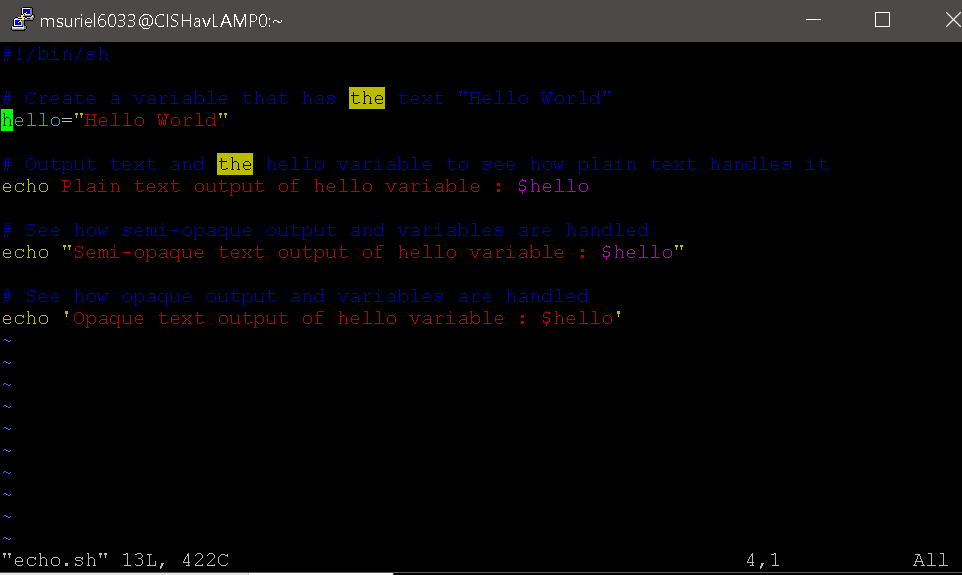 msuriel6033@CISHavLAMP0:~
#!/bin/sh
# Create a variable that has the text "Hello World"
hello="Hello World"
# Output text and the hello variable to see how plain text handles it
echo Plain text output of hello variable : $hello
# See how semi-opaque output and variables are handled
echo "Semi-opaque text output of hello variable : $hello"
# See how opaque output and variables are handled
echo 'Opaque text output of hello variable : $hello'
~
~
~
~
~
~
~
~
~
~
"echo.sh" 13L, 422C 4,1 All